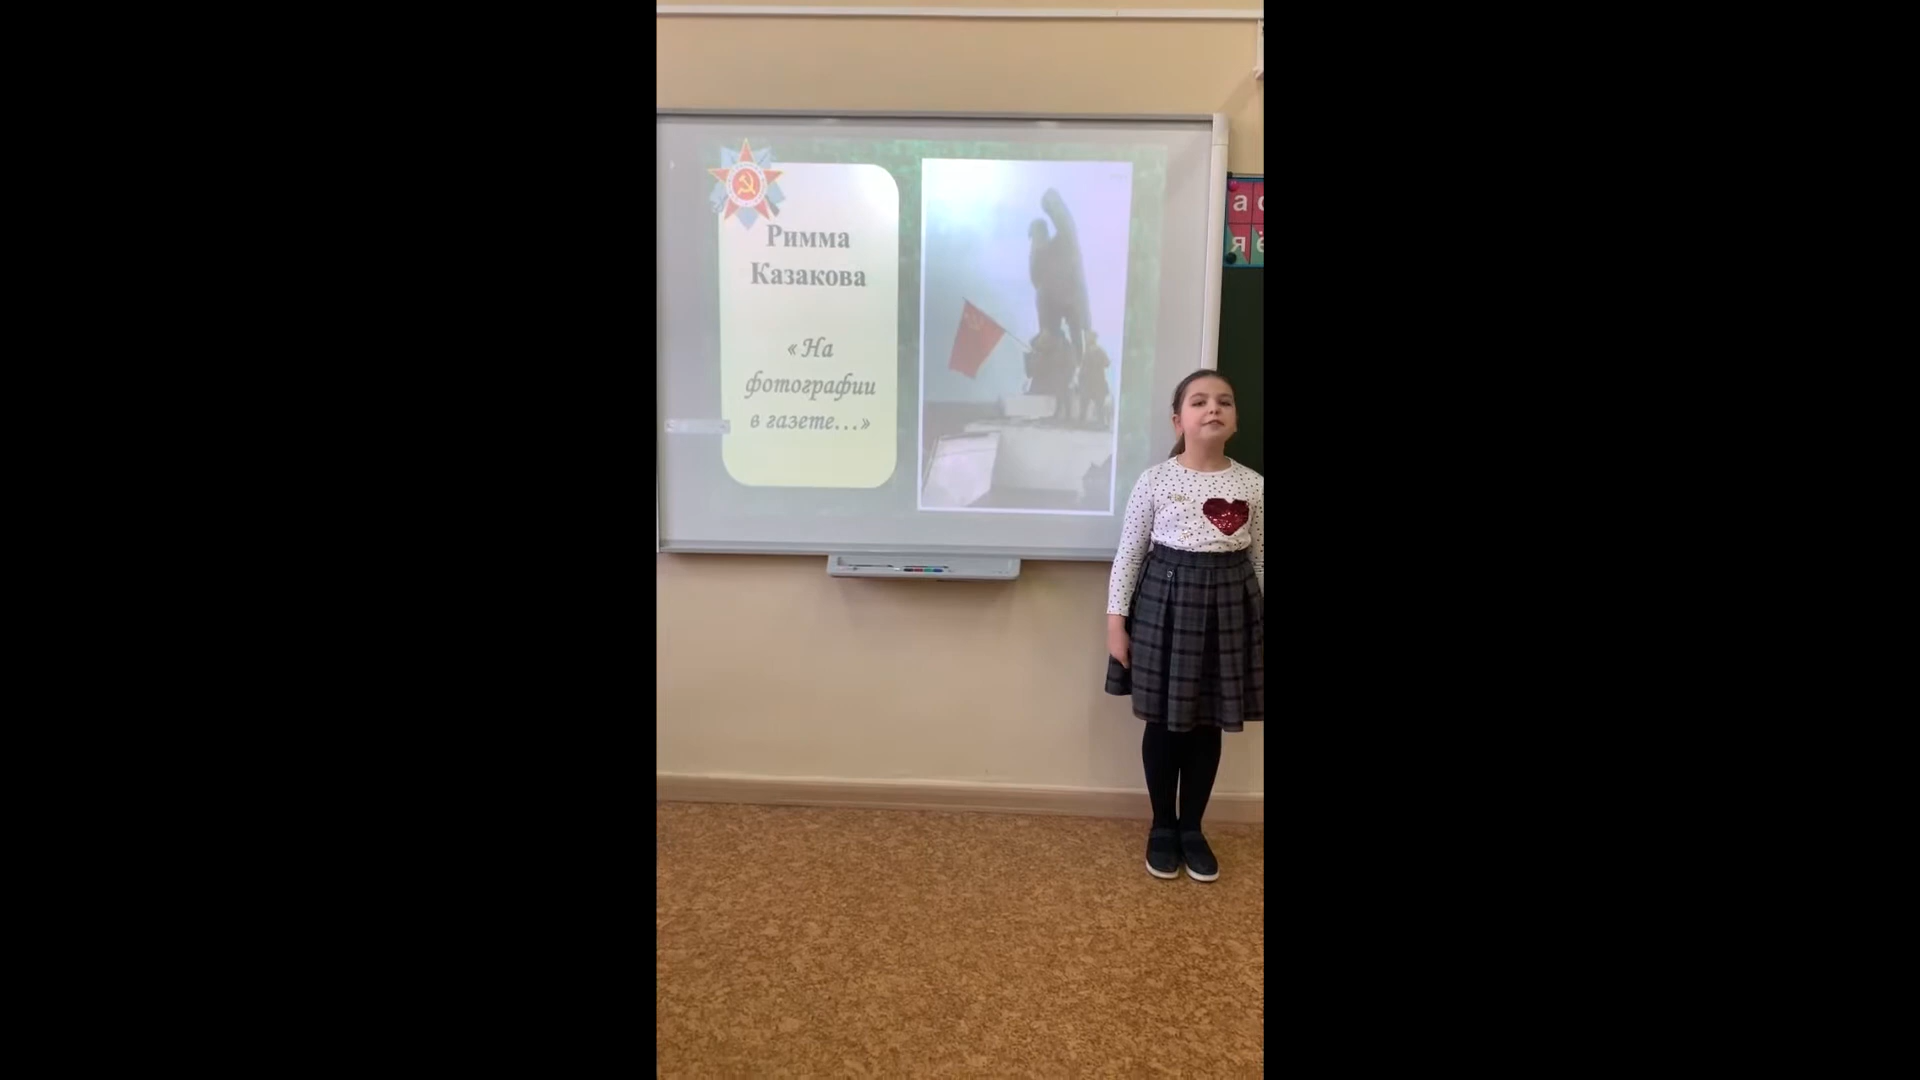 Римма
Казакова
«На
фотографии
в газете...»
а
я ё